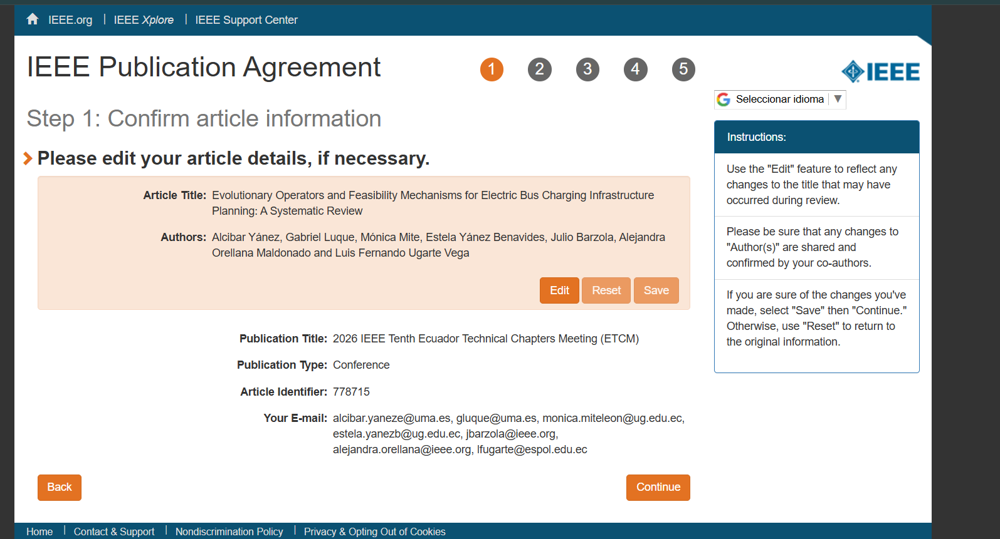 IEEE.org | IEEE Xplore | IEEE Support Center
IEEE Publication Agreement
1 2 3 4 5
IEEE
Seleccionar idioma ▼
Step 1: Confirm article information
Please edit your article details, if necessary.
Article Title: Evolutionary Operators and Feasibility Mechanisms for Electric Bus Charging Infrastructure
Planning: A Systematic Review
Authors: Alcibar Yánez, Gabriel Luque, Mónica Mite, Estela Yánez Benavides, Julio Barzola, Alejandra
Orellana Maldonado and Luis Fernando Ugarte Vega
Edit Reset Save
Publication Title: 2026 IEEE Tenth Ecuador Technical Chapters Meeting (ETCM)
Publication Type: Conference
Article Identifier: 778715
Your E-mail: alcibar.yaneze@uma.es, gluque@uma.es, monica.miteleon@ug.edu.ec,
estela.yanezb@ug.edu.ec, jbarzola@ieee.org,
alejandra.orellana@ieee.org, lfugarte@espol.edu.ec
Back Continue
Instructions:
Use the "Edit" feature to reflect any
changes to the title that may have
occurred during review.
Please be sure that any changes to
"Author(s)" are shared and
confirmed by your co-authors.
If you are sure of the changes you've
made, select "Save" then "Continue."
Otherwise, use "Reset" to return to
the original information.
Home | Contact & Support | Nondiscrimination Policy | Privacy & Opting Out of Cookies